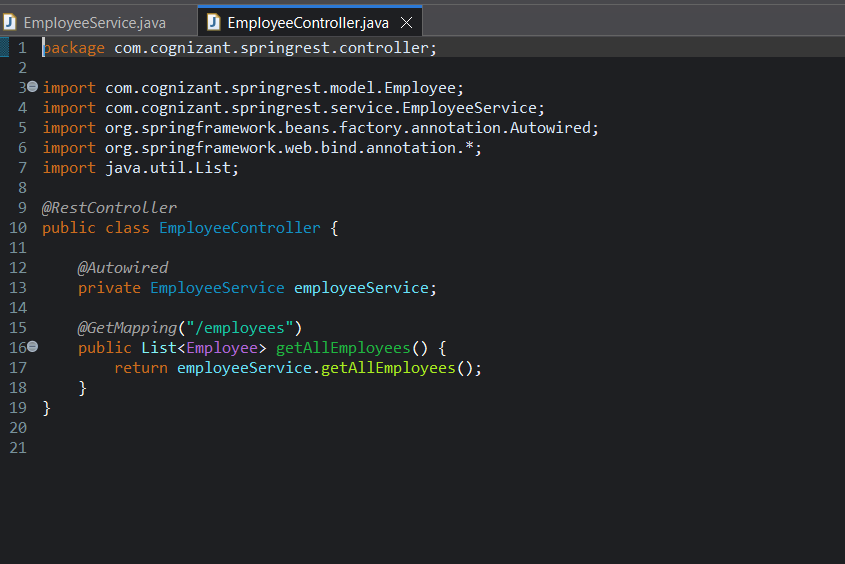 EmployeeService.java EmployeeController.java
1 package com.cognizant.springrest.controller;
2
3 import com.cognizant.springrest.model.Employee;
4 import com.cognizant.springrest.service.EmployeeService;
5 import org.springframework.beans.factory.annotation.Autowired;
6 import org.springframework.web.bind.annotation.*;
7 import java.util.List;
8
9 @RestController
10 public class EmployeeController {
11
12     @Autowired
13     private EmployeeService employeeService;
14
15     @GetMapping("/employees")
16     public List<Employee> getAllEmployees() {
17         return employeeService.getAllEmployees();
18     }
19 }
20
21